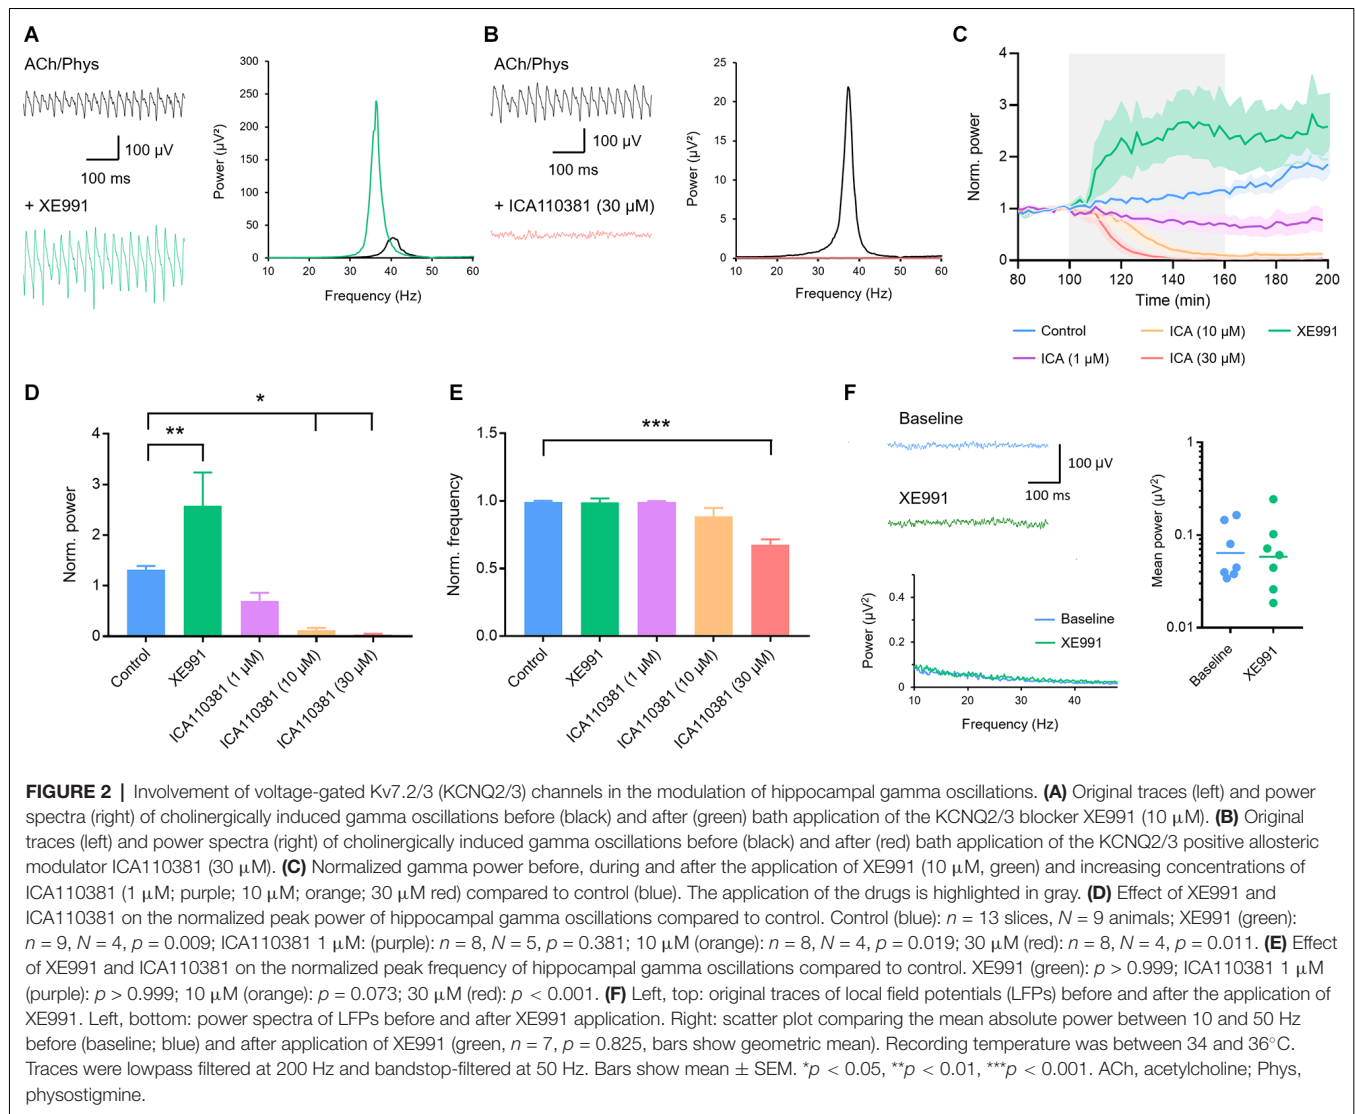 A
ACh/Phys
100 µV
100 ms
+ XE991
Power (µV²)
300
250
200
150
100
50
0
10
20
30
40
50
60
Frequency (Hz)
B
ACh/Phys
100 µV
100 ms
+ ICA110381 (30 µM)
Power (µV²)
25
20
15
10
5
0
10
20
30
40
50
60
Frequency (Hz)
C
Norm. power
4
3
2
1
0
80
100
120
140
160
180
200
Time (min)
Control
ICA (10 µM)
XE991
ICA (1 µM)
ICA (30 µM)
D
*
**
Norm. power
4
3
2
1
0
Control
XE991
ICA110381 (1 µM)
ICA110381 (10 µM)
ICA110381 (30 µM)
E
***
Norm. frequency
1.5
1.0
0.5
0.0
Control
XE991
ICA110381 (1 µM)
ICA110381 (10 µM)
ICA110381 (30 µM)
F
Baseline
100 µV
100 ms
XE991
Power (µV²)
0.4
0.2
0
10
20
30
40
Frequency (Hz)
Baseline
XE991
Mean power (µV²)
1
0.1
0.01
Baseline
XE991
FIGURE 2 | Involvement of voltage-gated Kv7.2/3 (KCNQ2/3) channels in the modulation of hippocampal gamma oscillations. (A) Original traces (left) and power
spectra (right) of cholinergically induced gamma oscillations before (black) and after (green) bath application of the KCNQ2/3 blocker XE991 (10 µM). (B) Original
traces (left) and power spectra (right) of cholinergically induced gamma oscillations before (black) and after (red) bath application of the KCNQ2/3 positive allosteric
modulator ICA110381 (30 µM). (C) Normalized gamma power before, during and after the application of XE991 (10 µM, green) and increasing concentrations of
ICA110381 (1 µM; purple; 10 µM; orange; 30 µM red) compared to control (blue). The application of the drugs is highlighted in gray. (D) Effect of XE991 and
ICA110381 on the normalized peak power of hippocampal gamma oscillations compared to control. Control (blue): n = 13 slices, N = 9 animals; XE991 (green):
n = 9, N = 4, p = 0.009; ICA110381 1 µM: (purple): n = 8, N = 5, p = 0.381; 10 µM (orange): n = 8, N = 4, p = 0.019; 30 µM (red): n = 8, N = 4, p = 0.011. (E) Effect
of XE991 and ICA110381 on the normalized peak frequency of hippocampal gamma oscillations compared to control. XE991 (green): p > 0.999; ICA110381 1 µM
(purple): p > 0.999; 10 µM (orange): p = 0.073; 30 µM (red): p < 0.001. (F) Left, top: original traces of local field potentials (LFPs) before and after the application of
XE991. Left, bottom: power spectra of LFPs before and after XE991 application. Right: scatter plot comparing the mean absolute power between 10 and 50 Hz
before (baseline; blue) and after application of XE991 (green, n = 7, p = 0.825, bars show geometric mean). Recording temperature was between 34 and 36°C.
Traces were lowpass filtered at 200 Hz and bandstop-filtered at 50 Hz. Bars show mean ± SEM. *p < 0.05, **p < 0.01, ***p < 0.001. ACh, acetylcholine; Phys,
physostigmine.